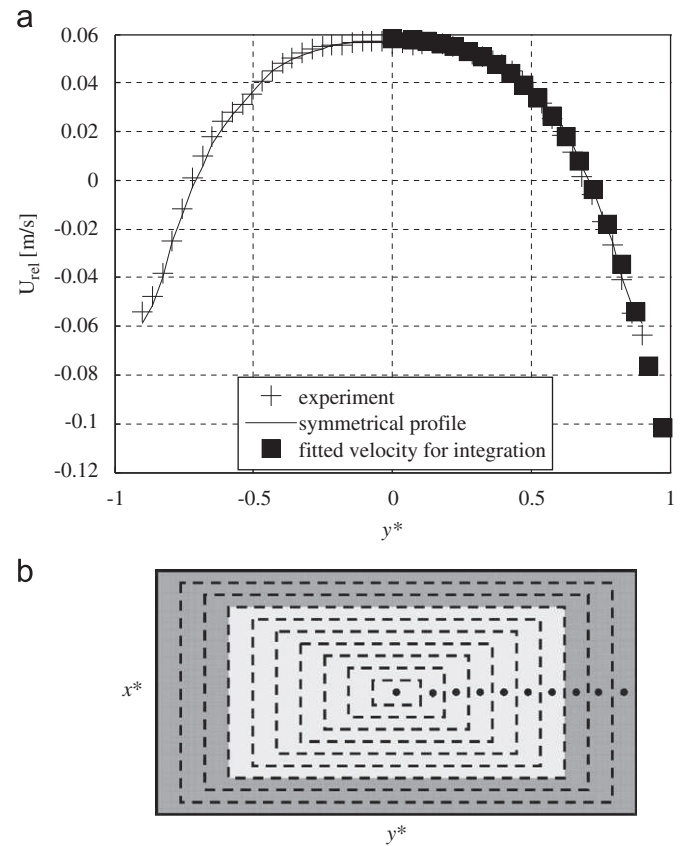 a
0.06
0.04
0.02
0
-0.02
-0.04
-0.06
-0.08
-0.1
-0.12
U_rel [m/s]
experiment
symmetrical profile
fitted velocity for integration
-1
-0.5
0
0.5
1
y*
b
x*
y*